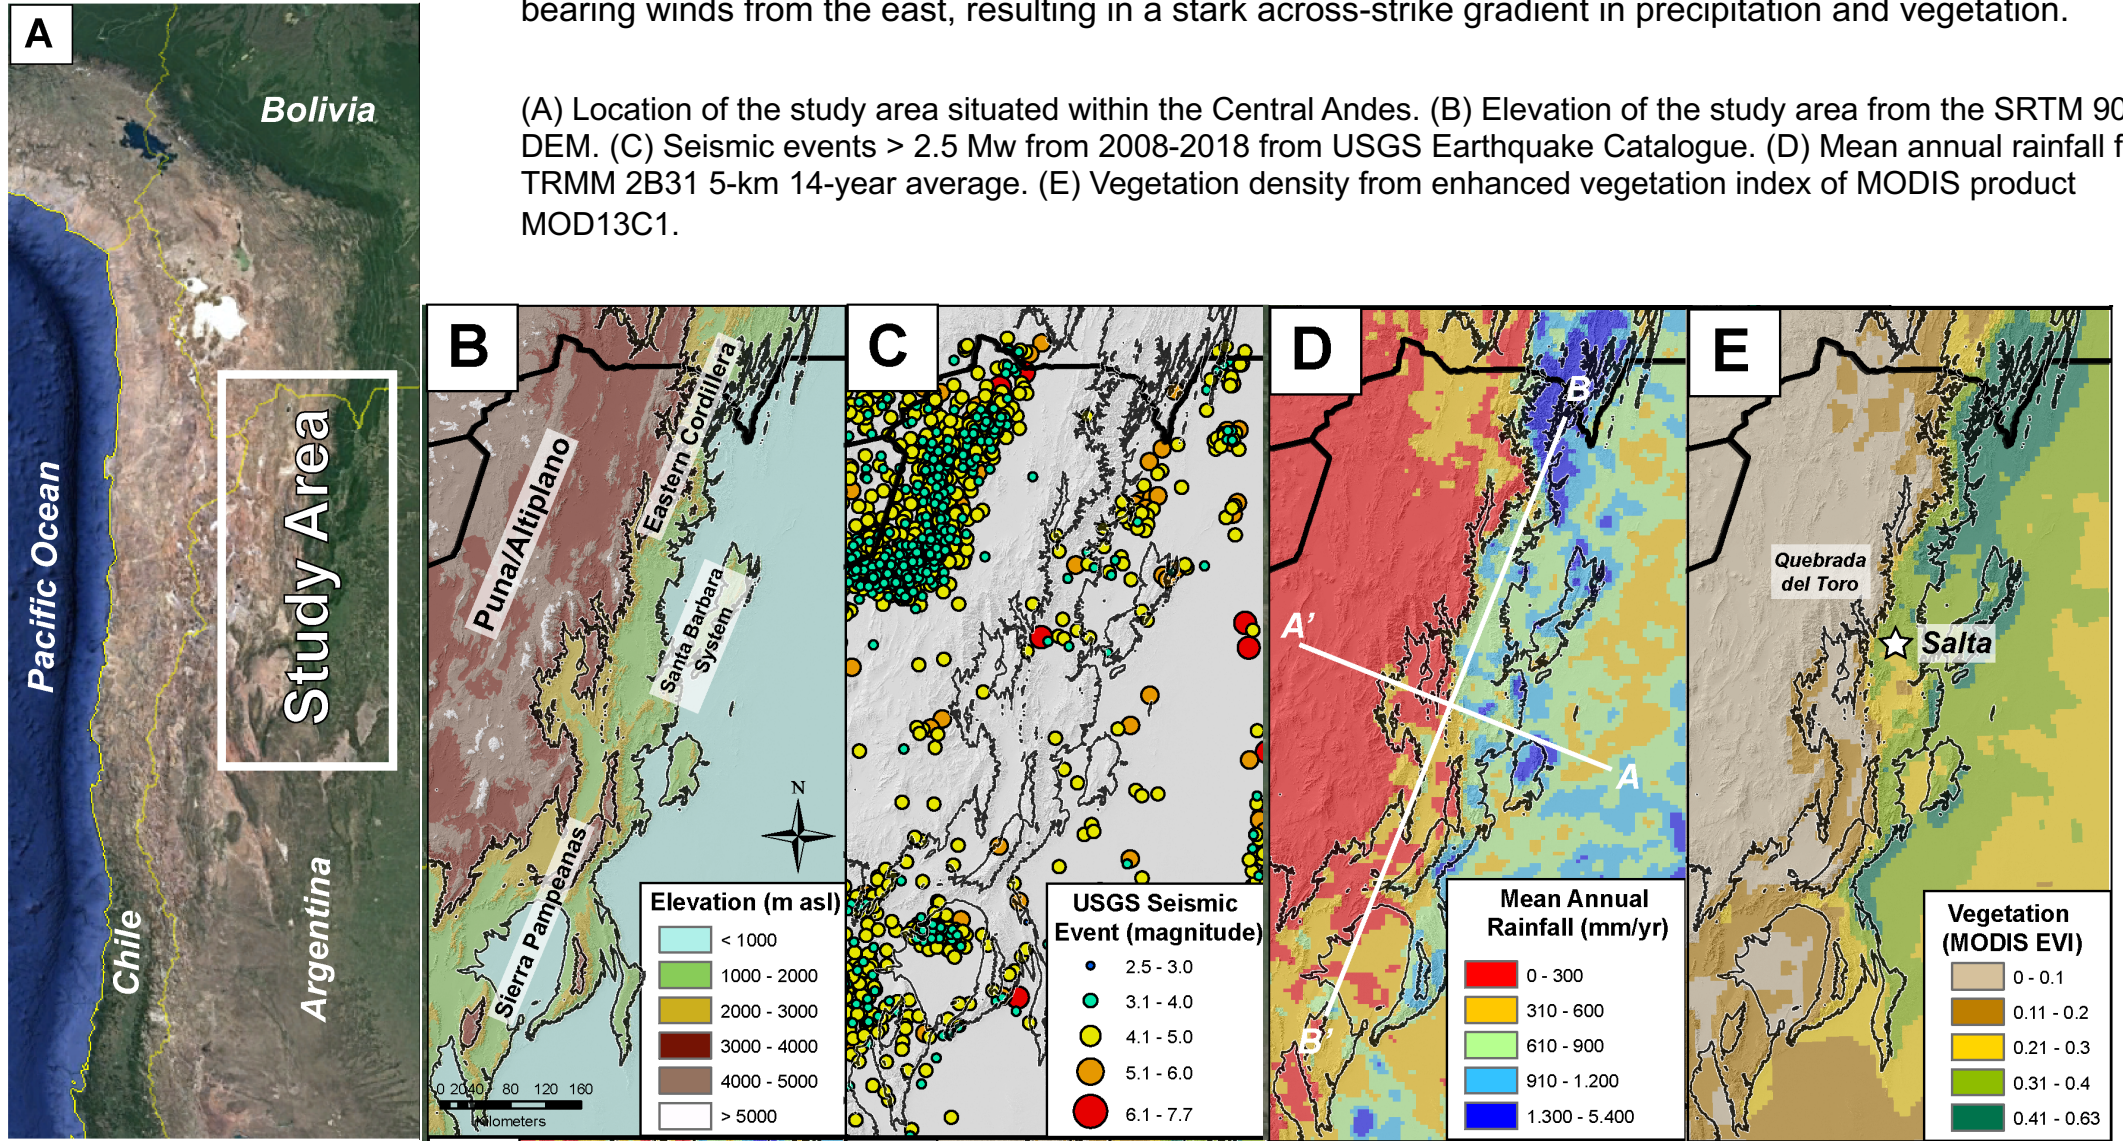 bearing winds from the east, resulting in a stark across-strike gradient in precipitation and vegetation.
(A) Location of the study area situated within the Central Andes. (B) Elevation of the study area from the SRTM 90
DEM. (C) Seismic events > 2.5 Mw from 2008-2018 from USGS Earthquake Catalogue. (D) Mean annual rainfall f
TRMM 2B31 5-km 14-year average. (E) Vegetation density from enhanced vegetation index of MODIS product
MOD13C1.
A
Bolivia
Pacific Ocean
Study Area
Chile
Argentina
B
Puna/Altiplano
Eastern Cordillera
Santa Barbara
System
Sierra Pampeanas
N
Elevation (m asl)
< 1000
1000 - 2000
2000 - 3000
3000 - 4000
4000 - 5000
> 5000
0 20 40 80 120 160
Kilometers
C
USGS Seismic
Event (magnitude)
2.5 - 3.0
3.1 - 4.0
4.1 - 5.0
5.1 - 6.0
6.1 - 7.7
D
B
A'
A
B'
Mean Annual
Rainfall (mm/yr)
0 - 300
310 - 600
610 - 900
910 - 1.200
1.300 - 5.400
E
Quebrada
del Toro
Salta
Vegetation
(MODIS EVI)
0 - 0.1
0.11 - 0.2
0.21 - 0.3
0.31 - 0.4
0.41 - 0.63